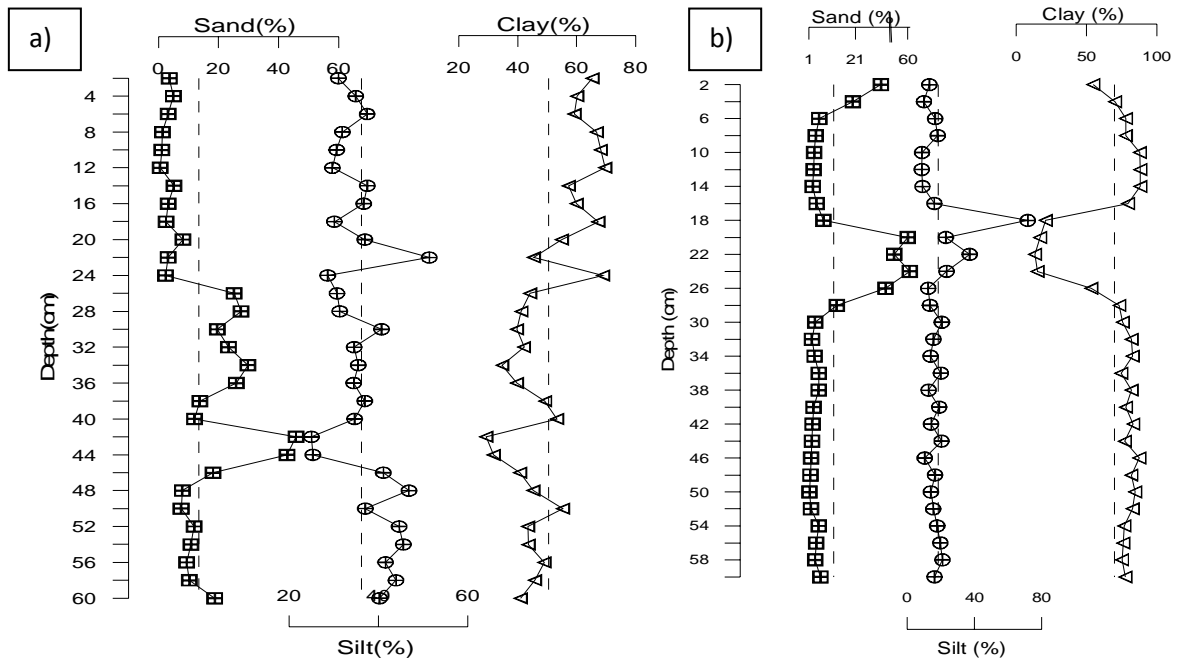 a)
Sand(%)
0 20 40 60
Clay(%)
20 40 60 80
Depth(cm)
4
8
12
16
20
24
28
32
36
40
44
48
52
56
60
20 40 60
Silt(%)
b)
Sand (%)
1 21 60
Clay (%)
0 50 100
Depth (cm)
2
6
10
14
18
22
26
30
34
38
42
46
50
54
58
0 40 80
Silt (%)